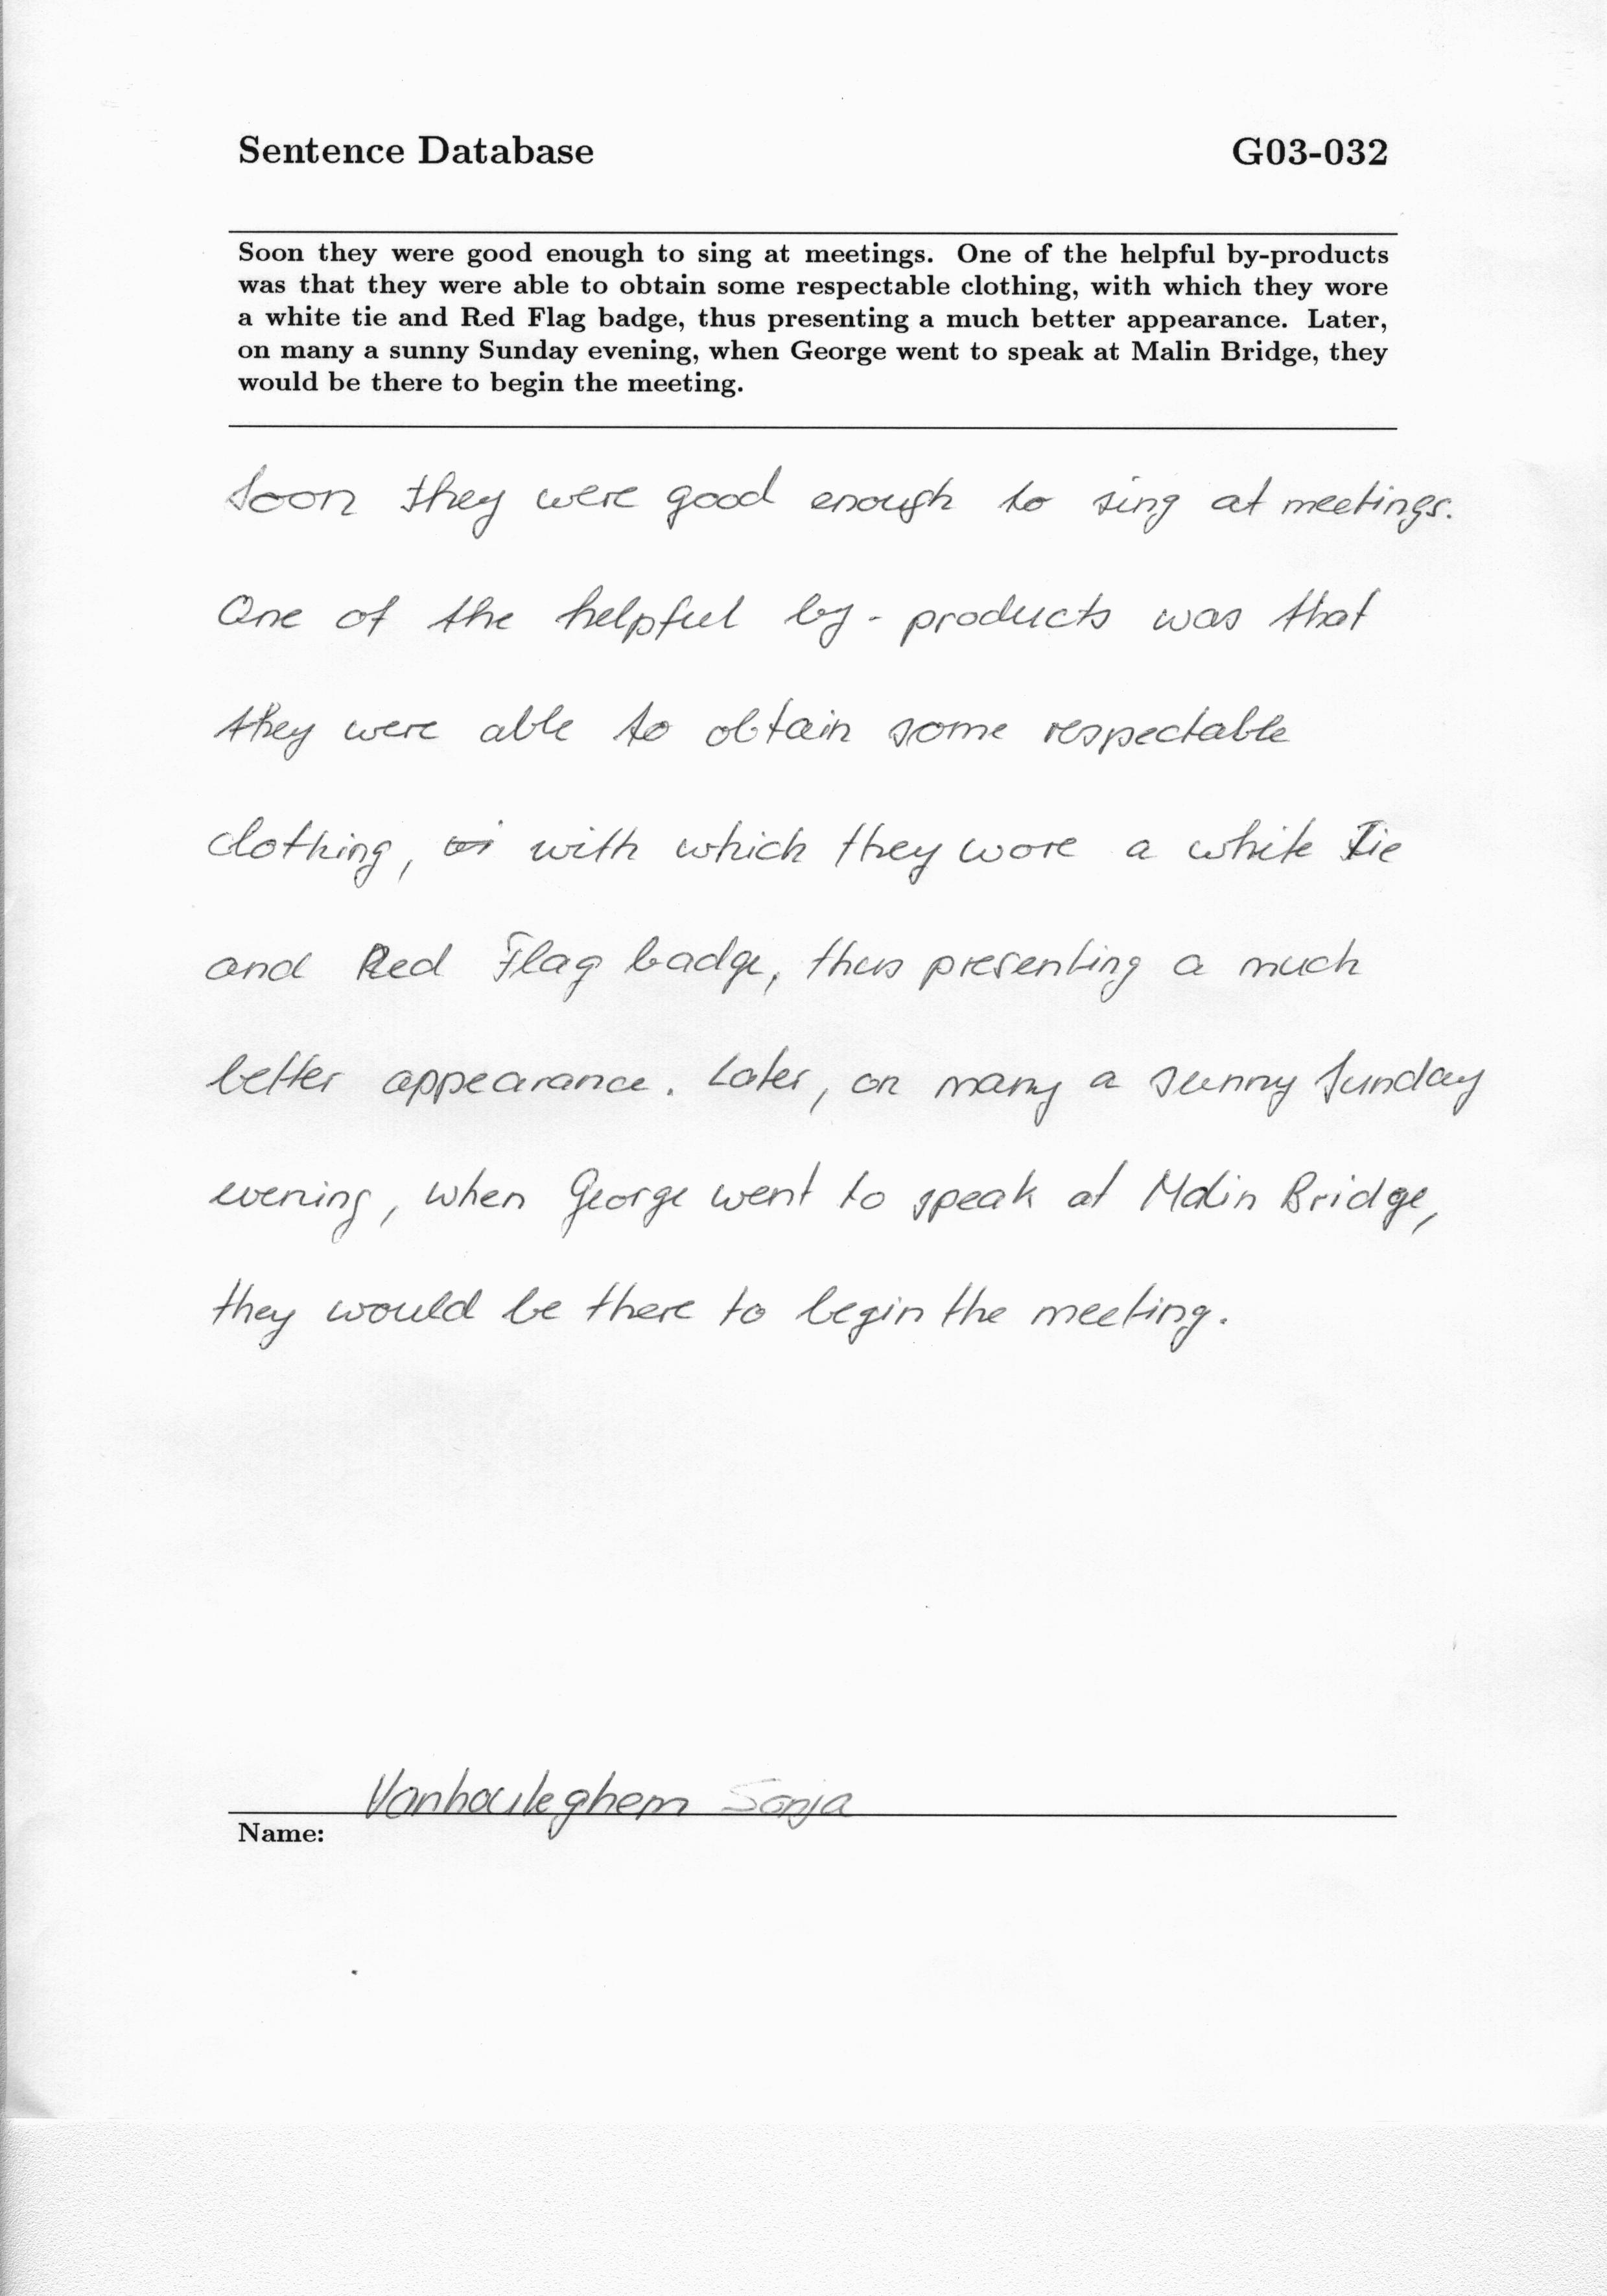 Sentence Database G03-032
Soon they were good enough to sing at meetings. One of the helpful by-products
was that they were able to obtain some respectable clothing, with which they wore
a white tie and Red Flag badge, thus presenting a much better appearance. Later,
on many a sunny Sunday evening, when George went to speak at Malin Bridge, they
would be there to begin the meeting.
Soon they were good enough to sing at meetings.
One of the helpful by-products was that
they were able to obtain some respectable
clothing, with which they wore a white Tie
and Red Flag badge, thus presenting a much
better appearance. Later, on many a sunny Sunday
evening, when George went to speak at Malin Bridge,
they would be there to begin the meeting.
Sonja
Name: